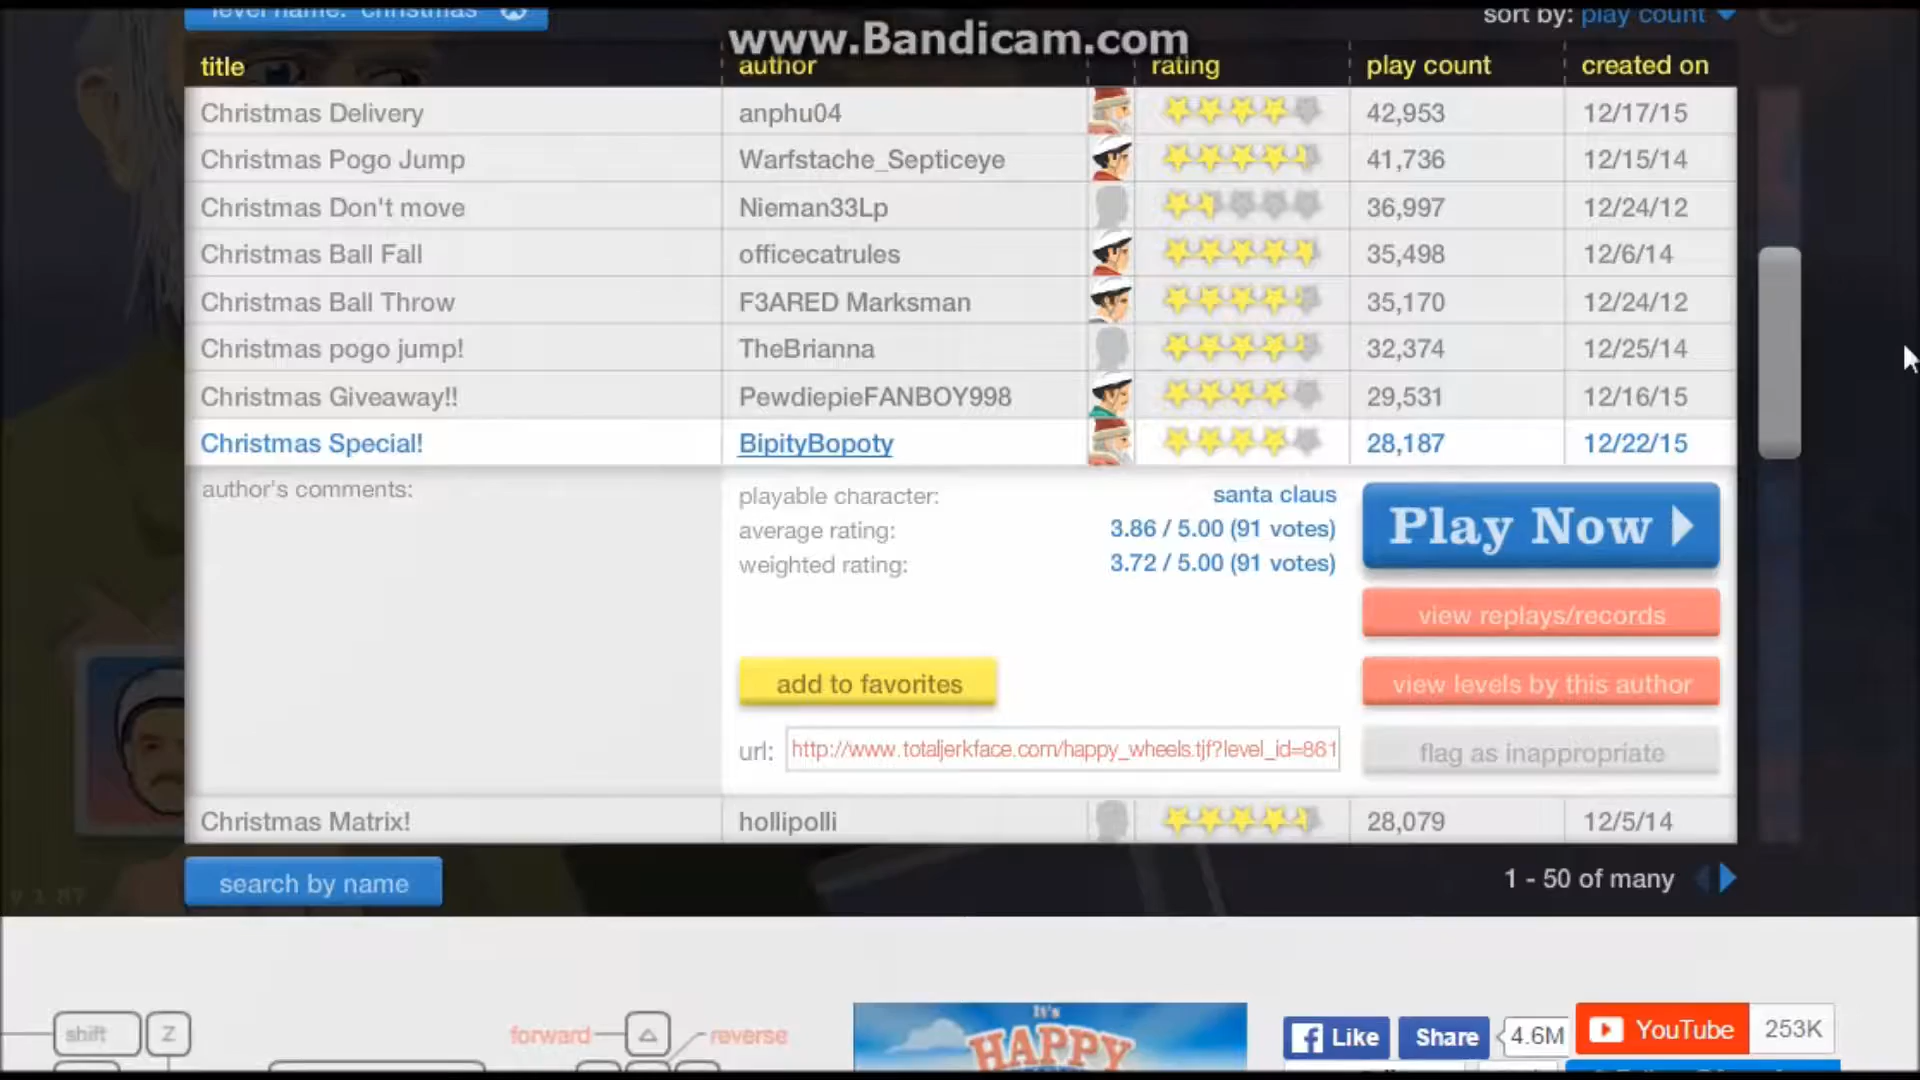 level name: christmas
sort by: play count
www.Bandicam.com
title author rating play count created on
Christmas Delivery anphu04 42,953 12/17/15
Christmas Pogo Jump Warfstache_Septiceye 41,736 12/15/14
Christmas Don't move Nieman33Lp 36,997 12/24/12
Christmas Ball Fall officecatrules 35,498 12/6/14
Christmas Ball Throw F3ARED Marksman 35,170 12/24/12
Christmas pogo jump! TheBrianna 32,374 12/25/14
Christmas Giveaway!! PewdiepieFANBOY998 29,531 12/16/15
Christmas Special! BipityBopoty 28,187 12/22/15
author's comments:
playable character: santa claus
average rating: 3.86 / 5.00 (91 votes)
weighted rating: 3.72 / 5.00 (91 votes)
Play Now
view replays/records
add to favorites
view levels by this author
url: http://www.totaljerkface.com/happy_wheels.tjf?level_id=861
flag as inappropriate
Christmas Matrix! hollipolli 28,079 12/5/14
search by name
1 - 50 of many
v 1.87
shift Z
forward reverse
It's
HAPPY
Like Share 4.6M
YouTube 253K